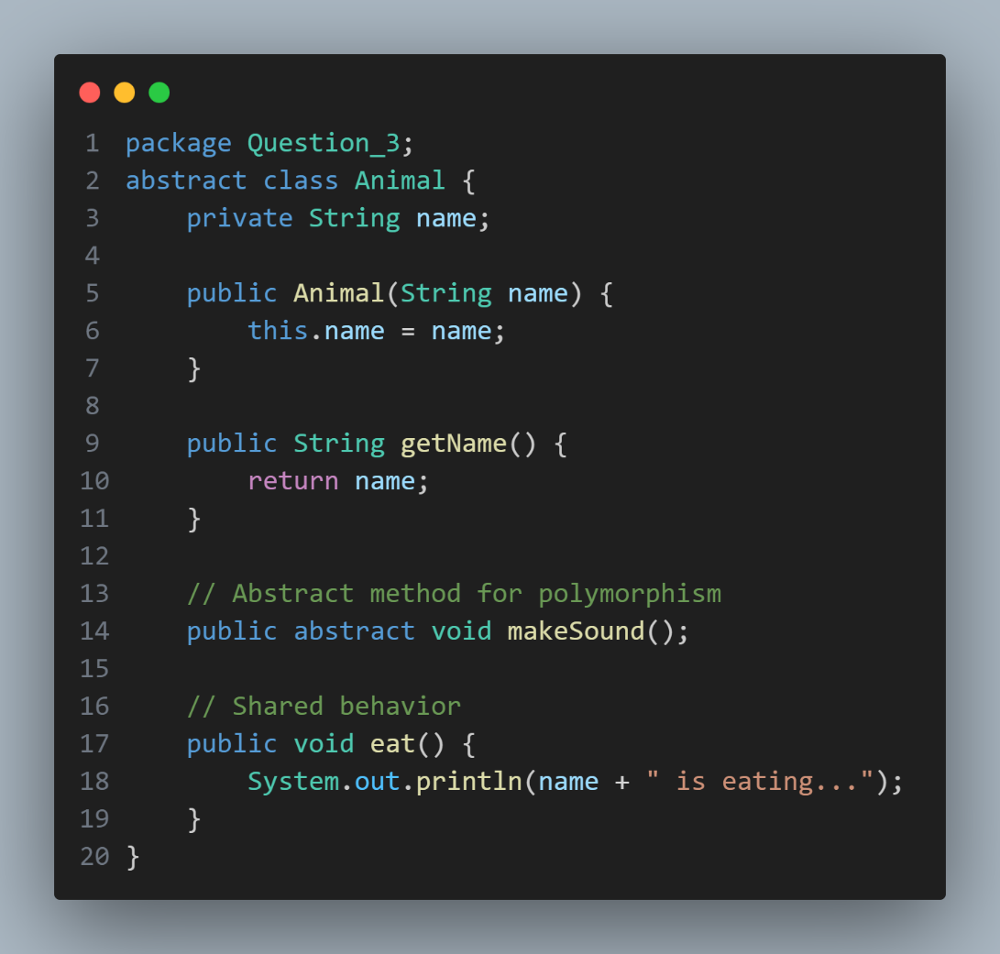 1 package Question_3;
2 abstract class Animal {
3     private String name;
4
5     public Animal(String name) {
6         this.name = name;
7     }
8
9     public String getName() {
10         return name;
11     }
12
13     // Abstract method for polymorphism
14     public abstract void makeSound();
15
16     // Shared behavior
17     public void eat() {
18         System.out.println(name + " is eating...");
19     }
20 }